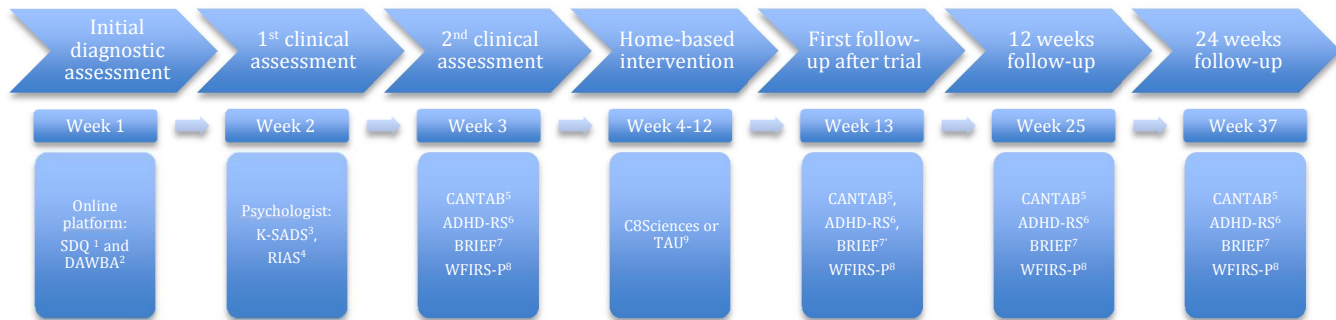 Initial
diagnostic
assessment
1st clinical
assessment
2nd clinical
assessment
Home-based
intervention
First follow-
up after trial
12 weeks
follow-up
24 weeks
follow-up
Week 1
Week 2
Week 3
Week 4-12
Week 13
Week 25
Week 37
Online
platform:
SDQ 1 and
DAWBA2
Psychologist:
K-SADS3,
RIAS4
CANTAB5
ADHD-RS6
BRIEF7
WFIRS-P8
C8Sciences or
TAU9
CANTAB5,
ADHD-RS6,
BRIEF7,
WFIRS-P8
CANTAB5
ADHD-RS6
BRIEF7
WFIRS-P8
CANTAB5
ADHD-RS6
BRIEF7
WFIRS-P8